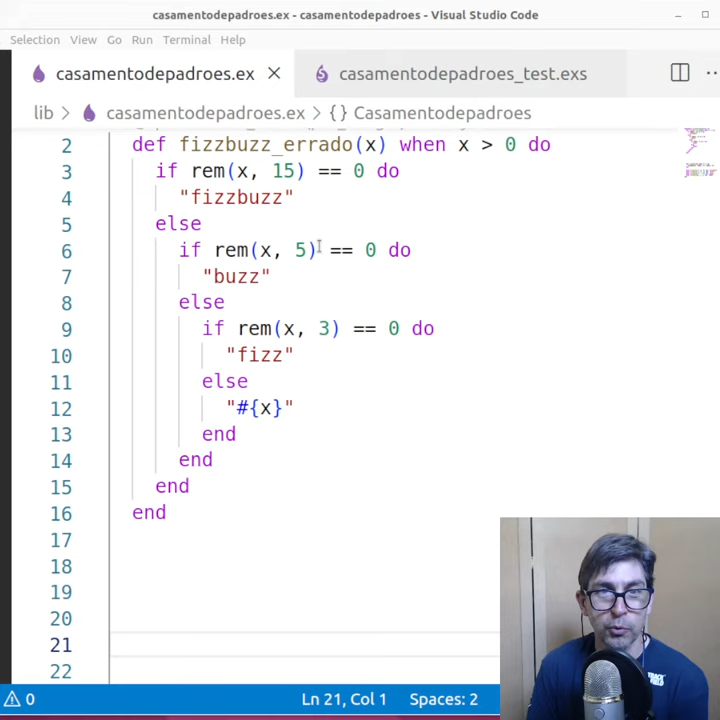 casamentodepadroes.ex - casamentodepadroes - Visual Studio Code
Selection View Go Run Terminal Help
casamentodepadroes.ex casamentodepadroes_test.exs
lib > casamentodepadroes.ex > {} Casamentodepadroes
2 def fizzbuzz_errado(x) when x > 0 do
3 if rem(x, 15) == 0 do
4 "fizzbuzz"
5 else
6 if rem(x, 5) == 0 do
7 "buzz"
8 else
9 if rem(x, 3) == 0 do
10 "fizz"
11 else
12 "#{x}"
13 end
14 end
15 end
16 end
17
18
19
20
21
22
TRACK
FIELD
0 Ln 21, Col 1 Spaces: 2